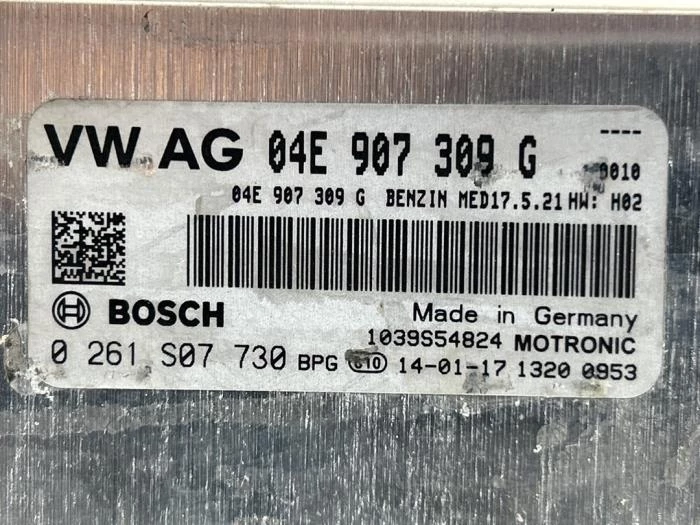 ----
VW AG 04E 907 309 G 0010
04E 907 309 G BENZIN MED17.5.21 HW: H02
BOSCH
Made in Germany
1039S54824 MOTRONIC
0 261 S07 730 BPG G10 14-01-17 1320 0953